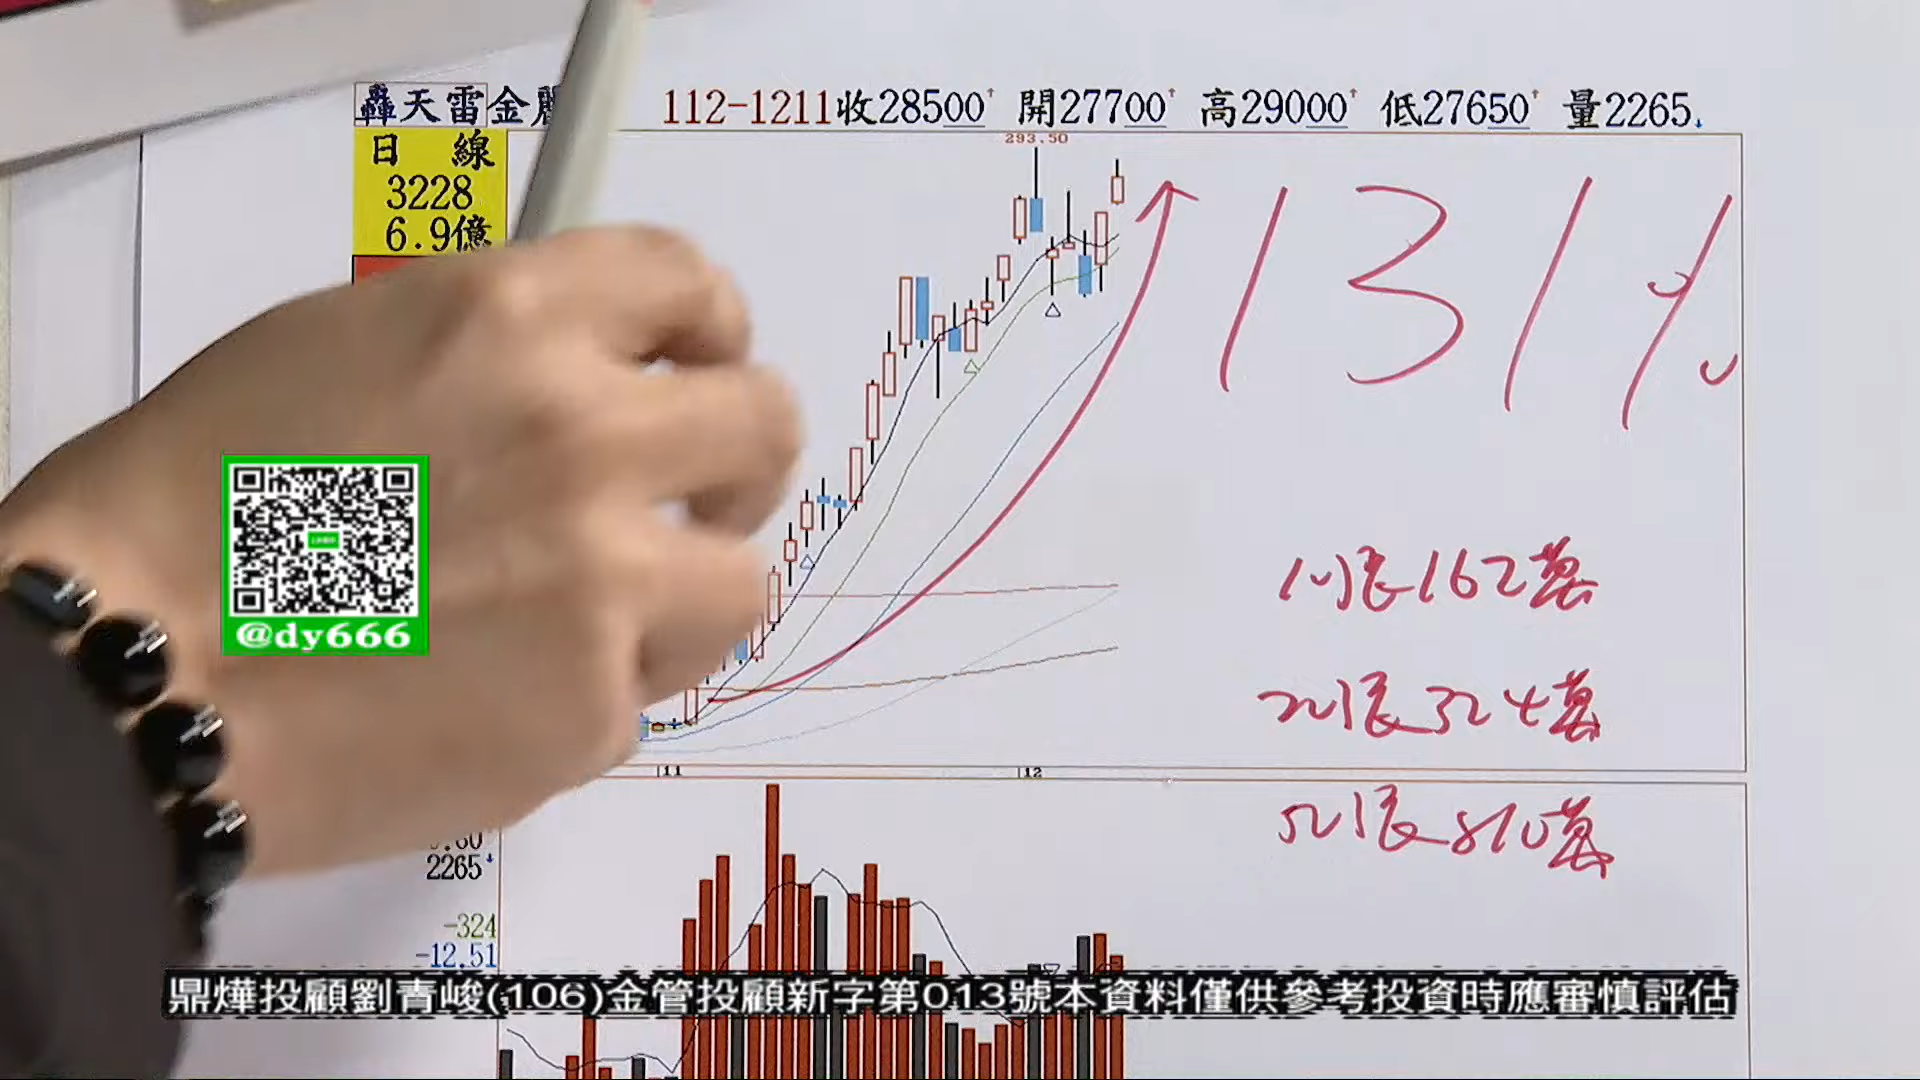 轟天雷金麗 112-1211收28500 開27700 高29000 低27650 量2265
日 線
3228
6.9億
293.50
131%
10張162萬
20張324萬
50張810萬
@dy666
11 12
2265
-324
-12.51
鼎燁投顧劉青峻(106)金管投顧新字第013號本資料僅供參考投資時應審慎評估